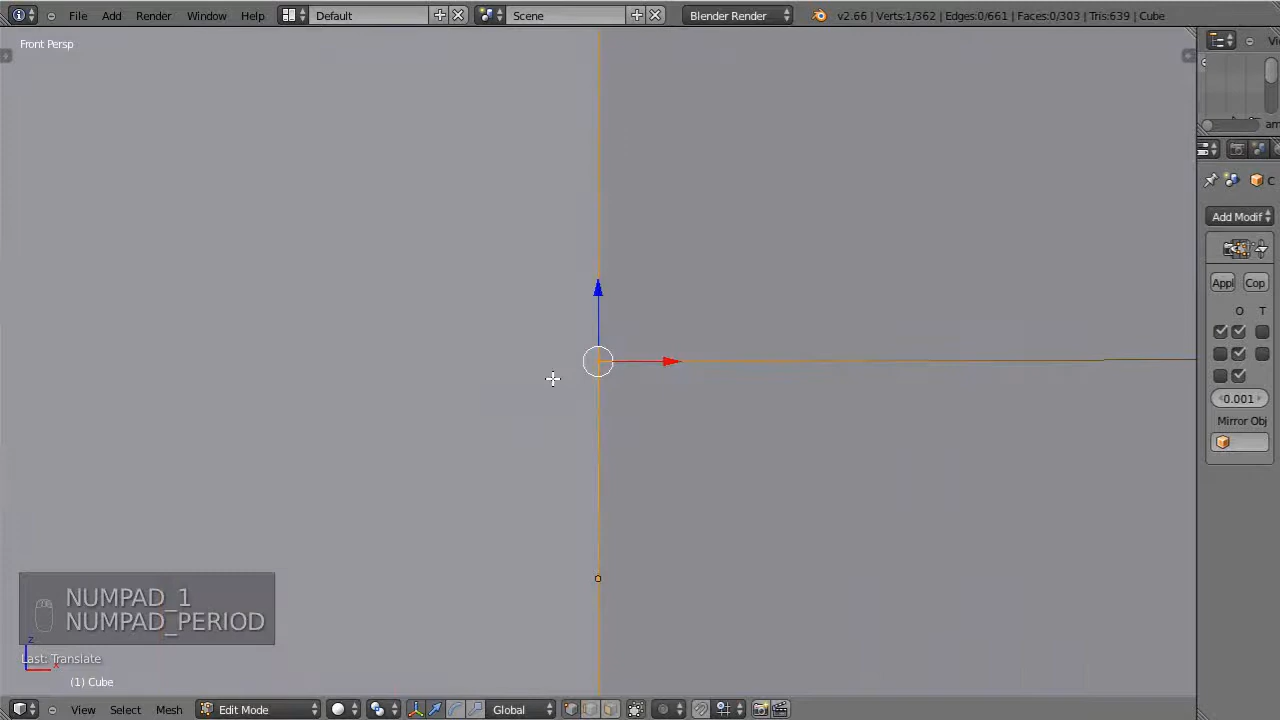 File Add Render Window Help Default Scene Blender Render v2.66 | Verts:1/362 | Edges:0/661 | Faces:0/303 | Tris:639 | Cube
Front Persp
Add Modif
Appl Cop
O T
0.001
Mirror Obj
NUMPAD_1
NUMPAD_PERIOD
z
x
Last: Translate
(1) Cube
View Select Mesh Edit Mode Global